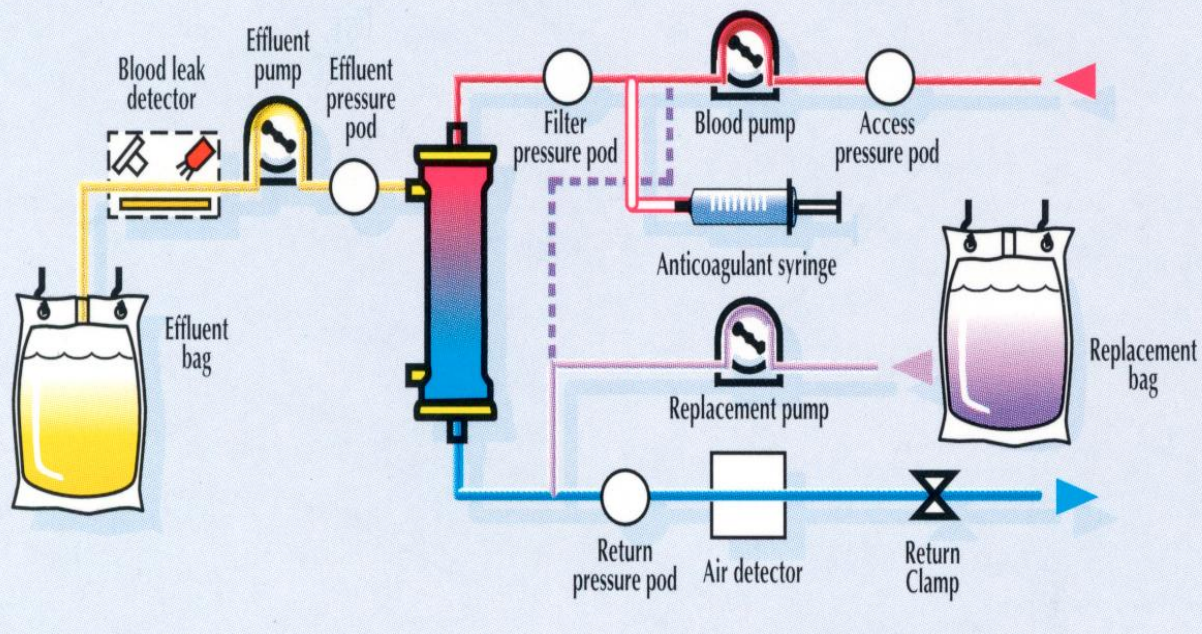 Effluent
pump
Blood leak
detector
Effluent
pressure
pod
Filter
pressure pod
Blood pump
Access
pressure pod
Anticoagulant syringe
Effluent
bag
Replacement pump
Replacement
bag
Return
pressure pod
Air detector
Return
Clamp